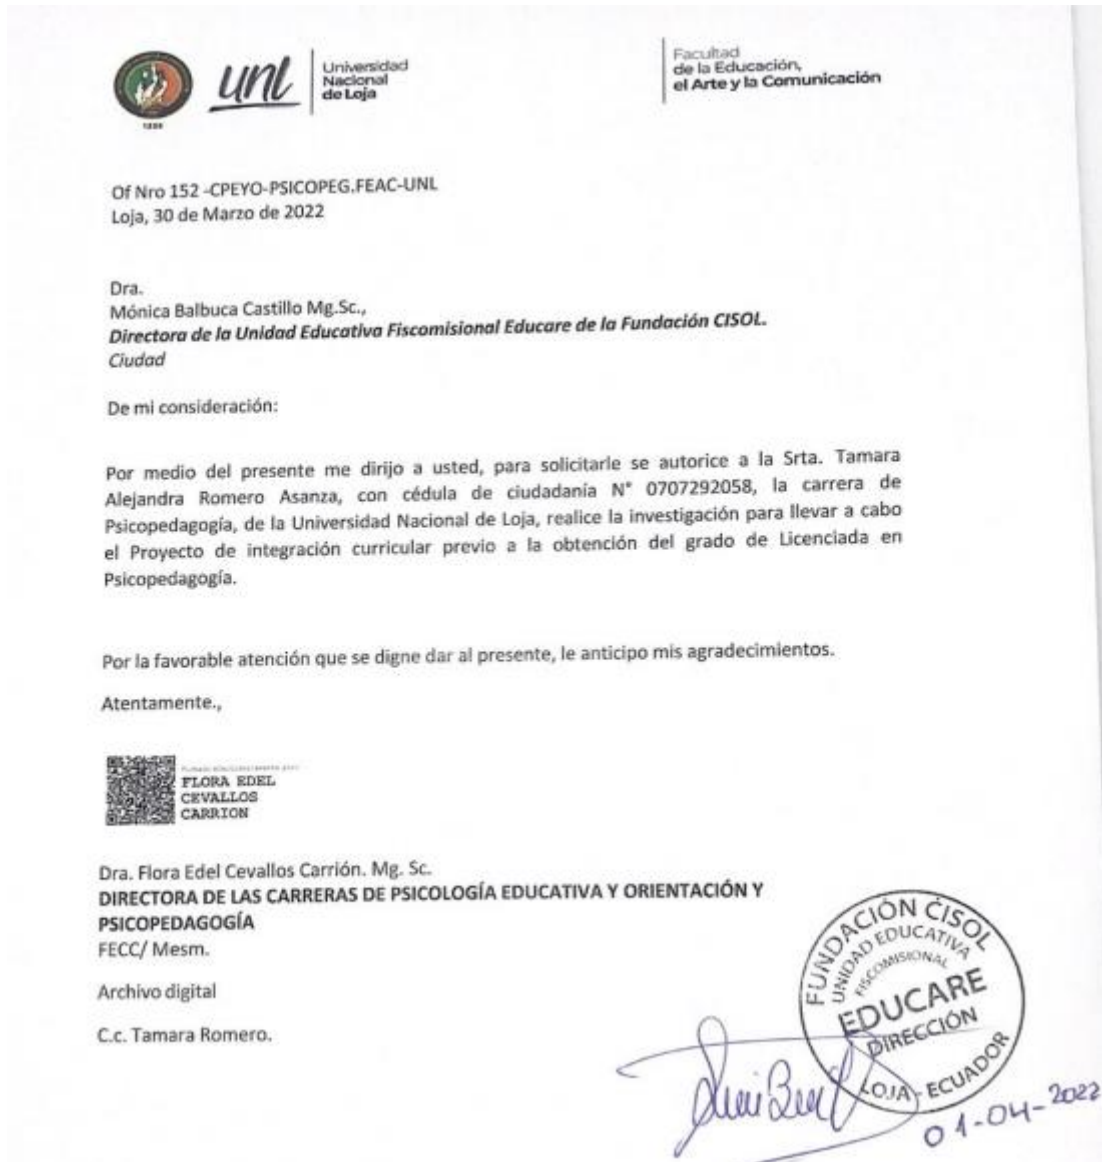 unl
Universidad
Nacional
de Loja
Facultad
de la Educación,
el Arte y la Comunicación
Of Nro 152 -CPEYO-PSICOPEG.FEAC-UNL
Loja, 30 de Marzo de 2022
Dra.
Mónica Balbuca Castillo Mg.Sc.,
Directora de la Unidad Educativa Fiscomisional Educare de la Fundación CISOL.
Ciudad
De mi consideración:
Por medio del presente me dirijo a usted, para solicitarle se autorice a la Srta. Tamara
Alejandra Romero Asanza, con cédula de ciudadanía N° 0707292058, la carrera de
Psicopedagogía, de la Universidad Nacional de Loja, realice la investigación para llevar a cabo
el Proyecto de integración curricular previo a la obtención del grado de Licenciada en
Psicopedagogía.
Por la favorable atención que se digne dar al presente, le anticipo mis agradecimientos.
Atentamente.,
FLORA EDEL
CEVALLOS
CARRION
Dra. Flora Edel Cevallos Carrión. Mg. Sc.
DIRECTORA DE LAS CARRERAS DE PSICOLOGÍA EDUCATIVA Y ORIENTACIÓN Y
PSICOPEDAGOGÍA
FECC/ Mesm.
Archivo digital
C.c. Tamara Romero.
FUNDACIÓN CISOL
UNIDAD EDUCATIVA
FISCOMISIONAL
EDUCARE
DIRECCIÓN
LOJA - ECUADOR
01-04-2022